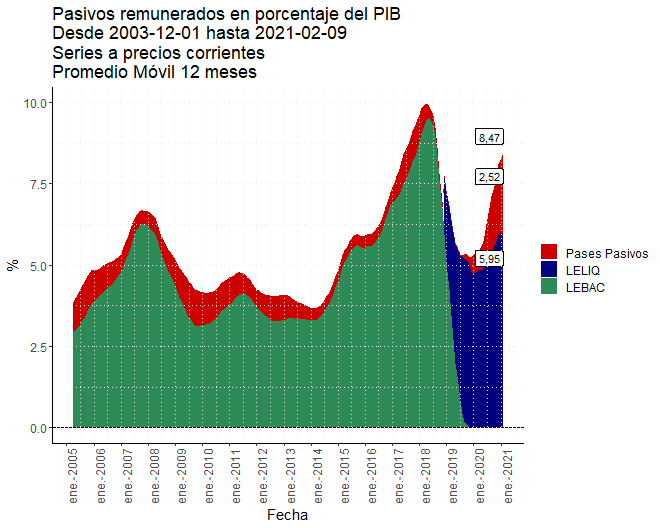 Pasivos remunerados en porcentaje del PIB
Desde 2003-12-01 hasta 2021-02-09
Series a precios corrientes
Promedio Móvil 12 meses
%
10.0
7.5
5.0
2.5
0.0
8,47
2,52
5,95
Pases Pasivos
LELIQ
LEBAC
ene.-2005
ene.-2006
ene.-2007
ene.-2008
ene.-2009
ene.-2010
ene.-2011
ene.-2012
ene.-2013
ene.-2014
ene.-2015
ene.-2016
ene.-2017
ene.-2018
ene.-2019
ene.-2020
ene.-2021
Fecha